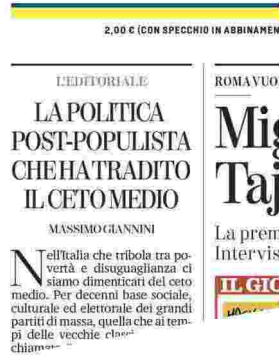 2,00 € (CON SPECCHIO IN ABBINAMEN
L'EDITORIALE
LA POLITICA
POST-POPULISTA
CHE HA TRADITO
IL CETO MEDIO
MASSIMO GIANNINI
Nell'Italia che tribola tra po-
vertà e disuguaglianza ci
siamo dimenticati del ceto
medio. Per decenni base sociale,
culturale ed elettorale dei grandi
partiti di massa, quella che ai tem-
pi delle vecchie classi
ROMA VUO
Mi
Taj
La prem
Intervis
IL GIO